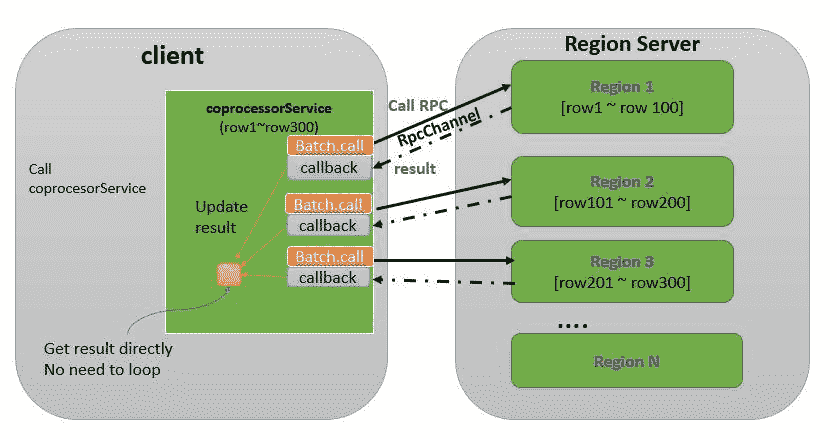 client
Call
coprocesorService
coprocessorService
(row1~row300)
Batch.call
callback
Batch.call
callback
Batch.call
callback
Update
result
Get result directly
No need to loop
Call RPC
RpcChannel
result
Region Server
Region 1
[row1 ~ row 100]
Region 2
[row101 ~ row200]
Region 3
[row201 ~ row300]
....
Region N